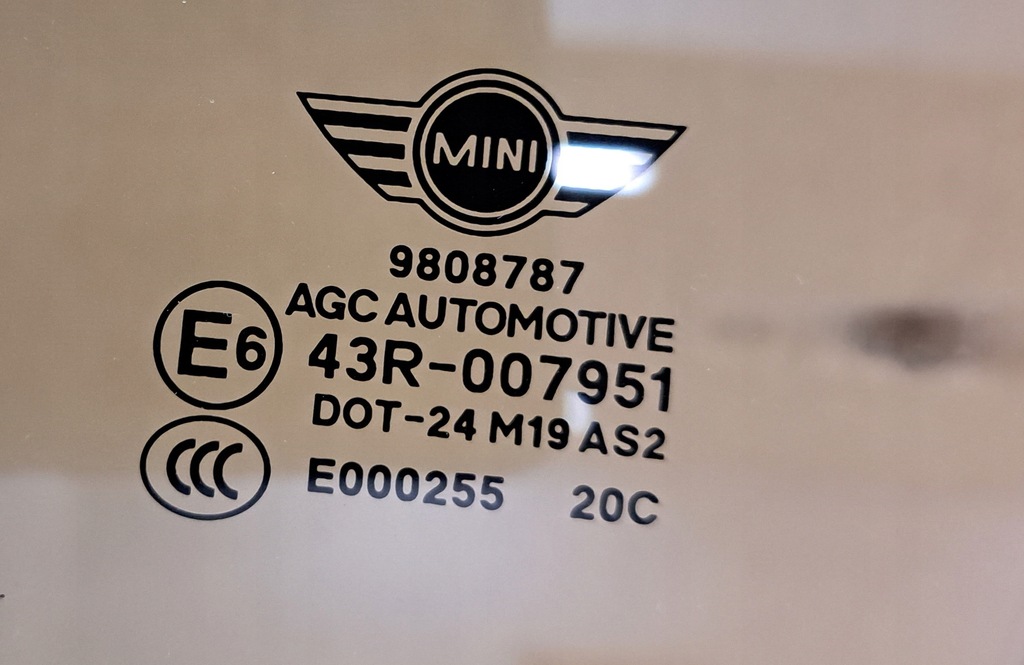 MINI
9808787
AGC AUTOMOTIVE
E6 43R-007951
DOT-24 M19 AS2
CCC E000255 20C